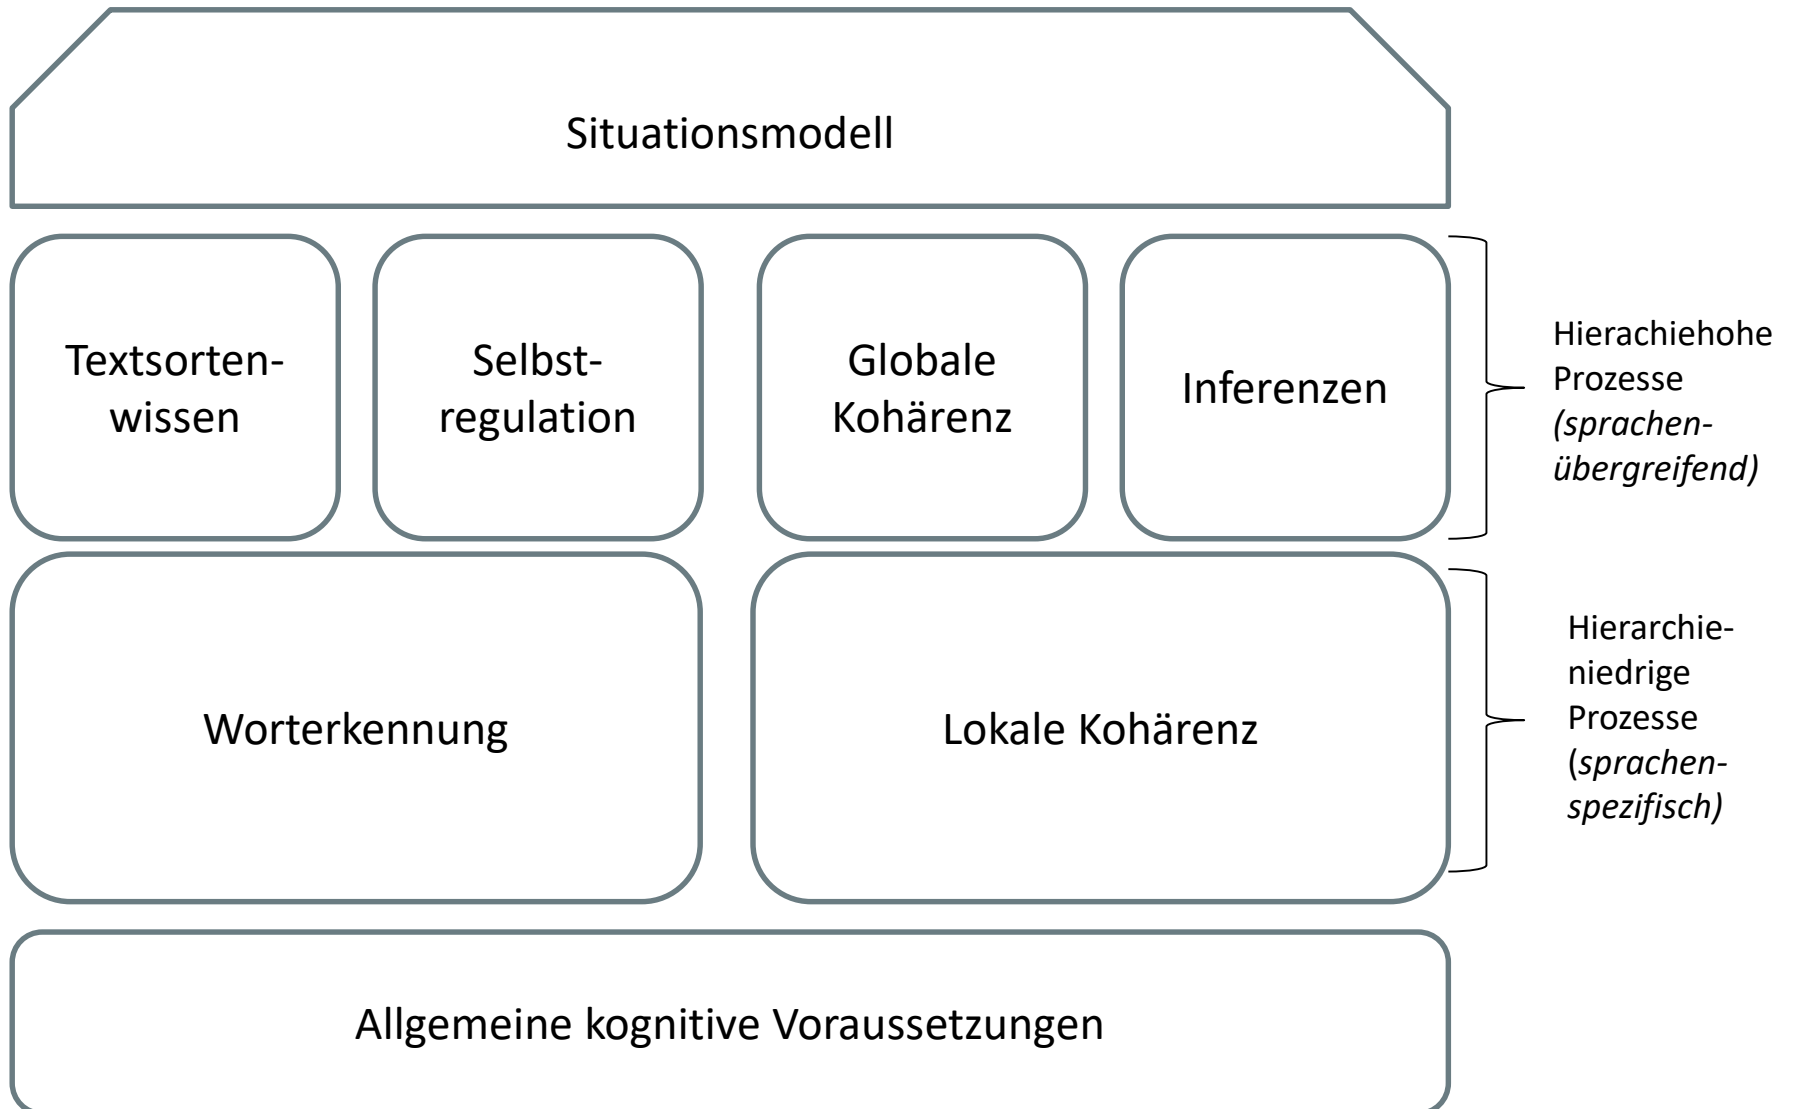 Situationsmodell
Textsorten-
wissen
Selbst-
regulation
Globale
Kohärenz
Inferenzen
Hierachiehohe
Prozesse
(sprachen-
übergreifend)
Worterkennung
Lokale Kohärenz
Hierarchie-
niedrige
Prozesse
(sprachen-
spezifisch)
Allgemeine kognitive Voraussetzungen